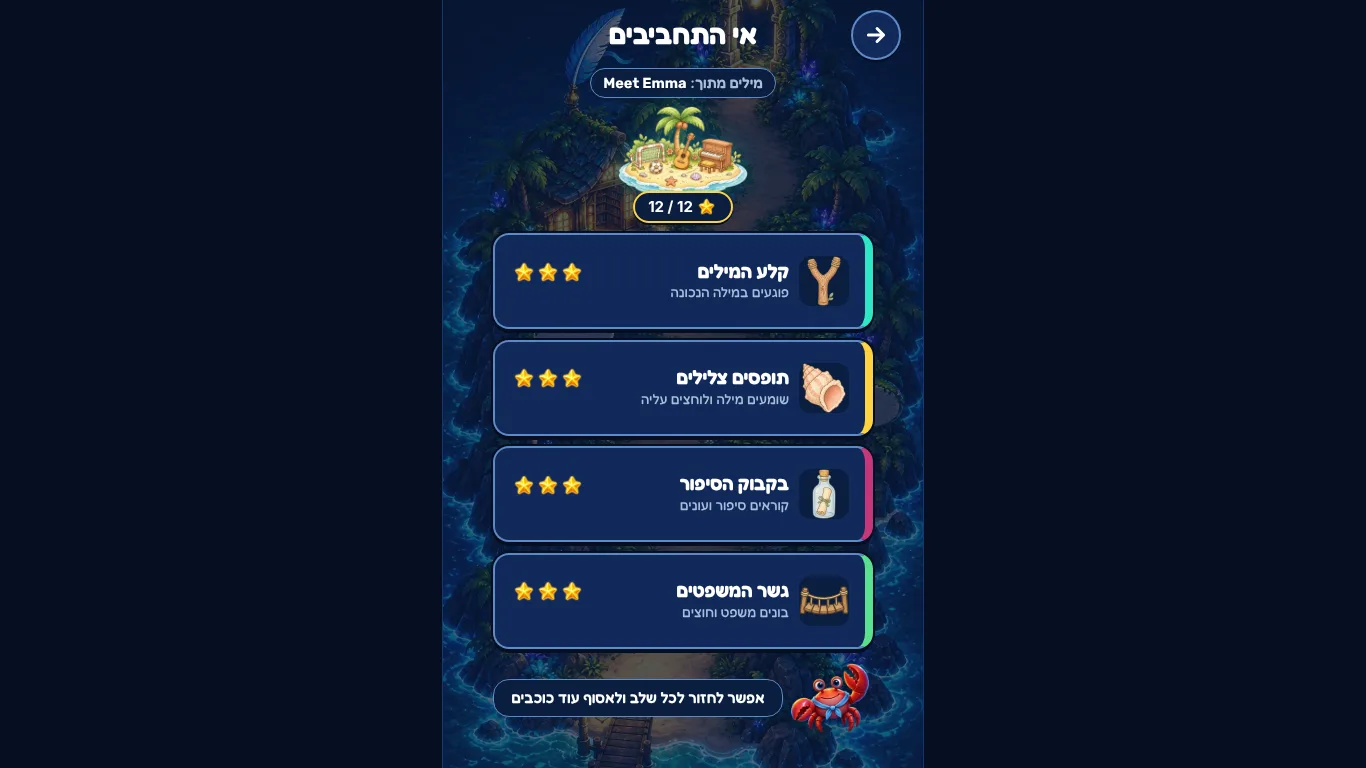 אי התחביבים
מילים מתוך: Meet Emma
12 / 12
קלע המילים
פוגעים במילה הנכונה
תופסים צלילים
שומעים מילה ולוחצים עליה
בקבוק הסיפור
קוראים סיפור ועונים
גשר המשפטים
בונים משפט וחוצים
אפשר לחזור לכל שלב ולאסוף עוד כוכבים